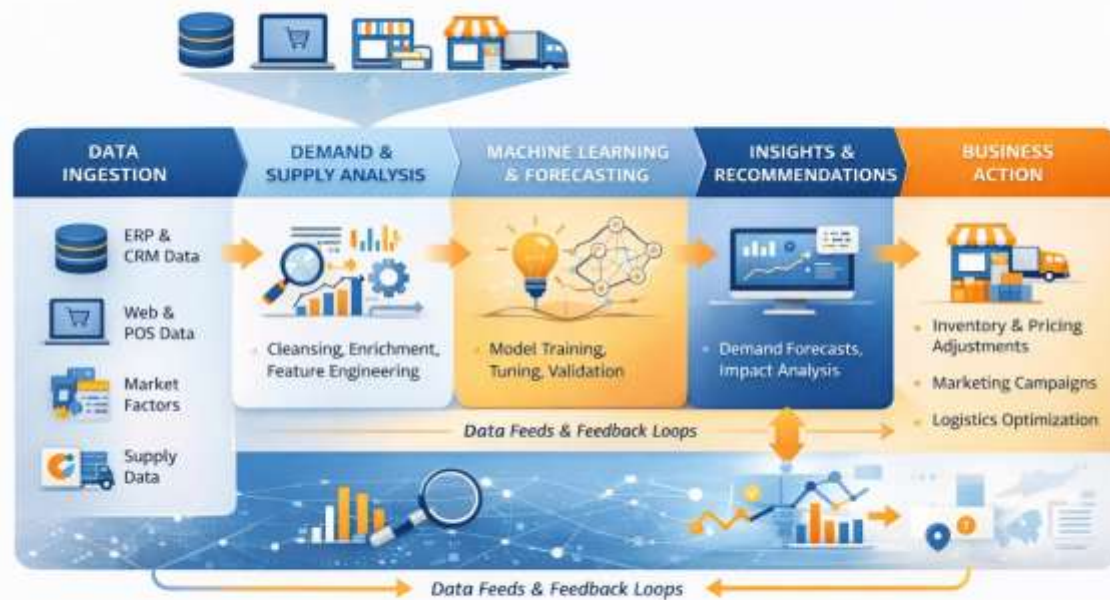 DATA
INGESTION
DEMAND &
SUPPLY ANALYSIS
MACHINE LEARNING
& FORECASTING
INSIGHTS &
RECOMMENDATIONS
BUSINESS
ACTION
ERP &
CRM Data
Web &
POS Data
Market
Factors
Supply
Data
Cleansing, Enrichment,
Feature Engineering
Model Training,
Tuning, Validation
Demand Forecasts,
Impact Analysis
Inventory & Pricing
Adjustments
Marketing Campaigns
Logistics Optimization
Data Feeds & Feedback Loops
Data Feeds & Feedback Loops